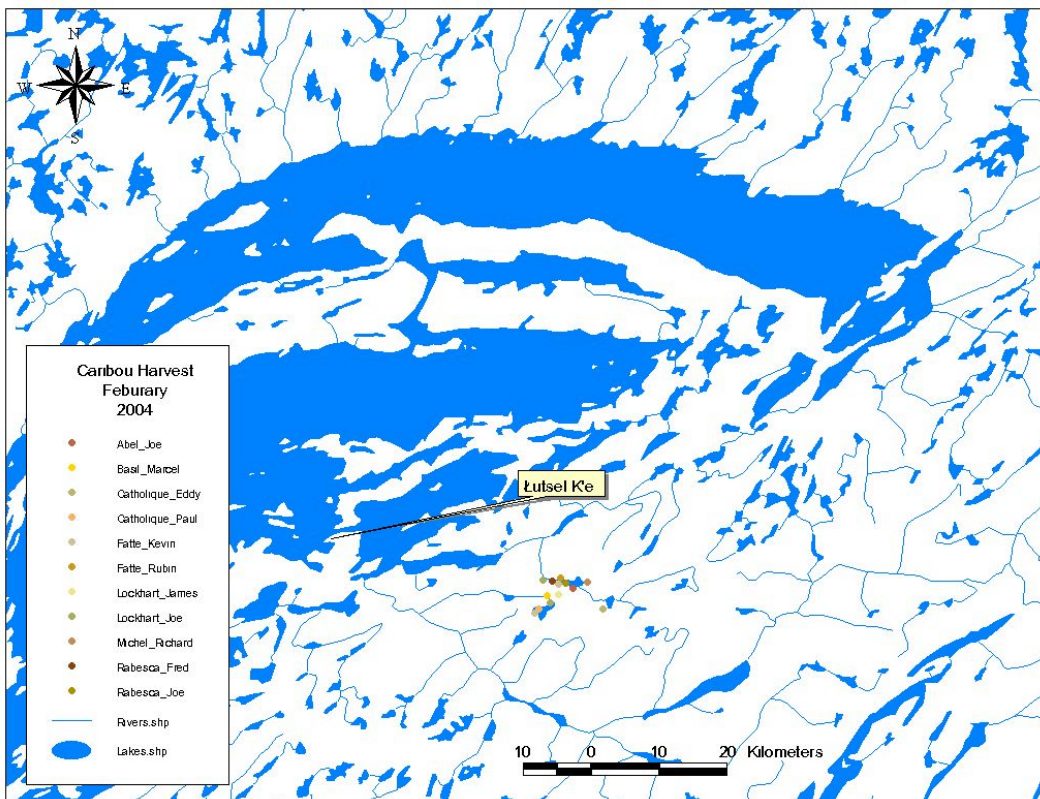 N
W E
S
Caribou Harvest
Feburary
2004
Abel_Joe
Basil_Marcel
Catholique_Eddy
Catholique_Paul
Fatte_Kevin
Fatte_Rubin
Lockhart_James
Lockhart_Joe
Michel_Richard
Rabesca_Fred
Rabesca_Joe
Rivers.shp
Lakes.shp
Łutsel K'e
10 0 10 20 Kilometers